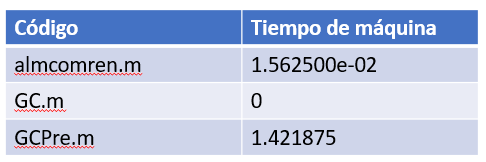 Código Tiempo de máquina
almcomren.m 1.562500e-02
GC.m 0
GCPre.m 1.421875